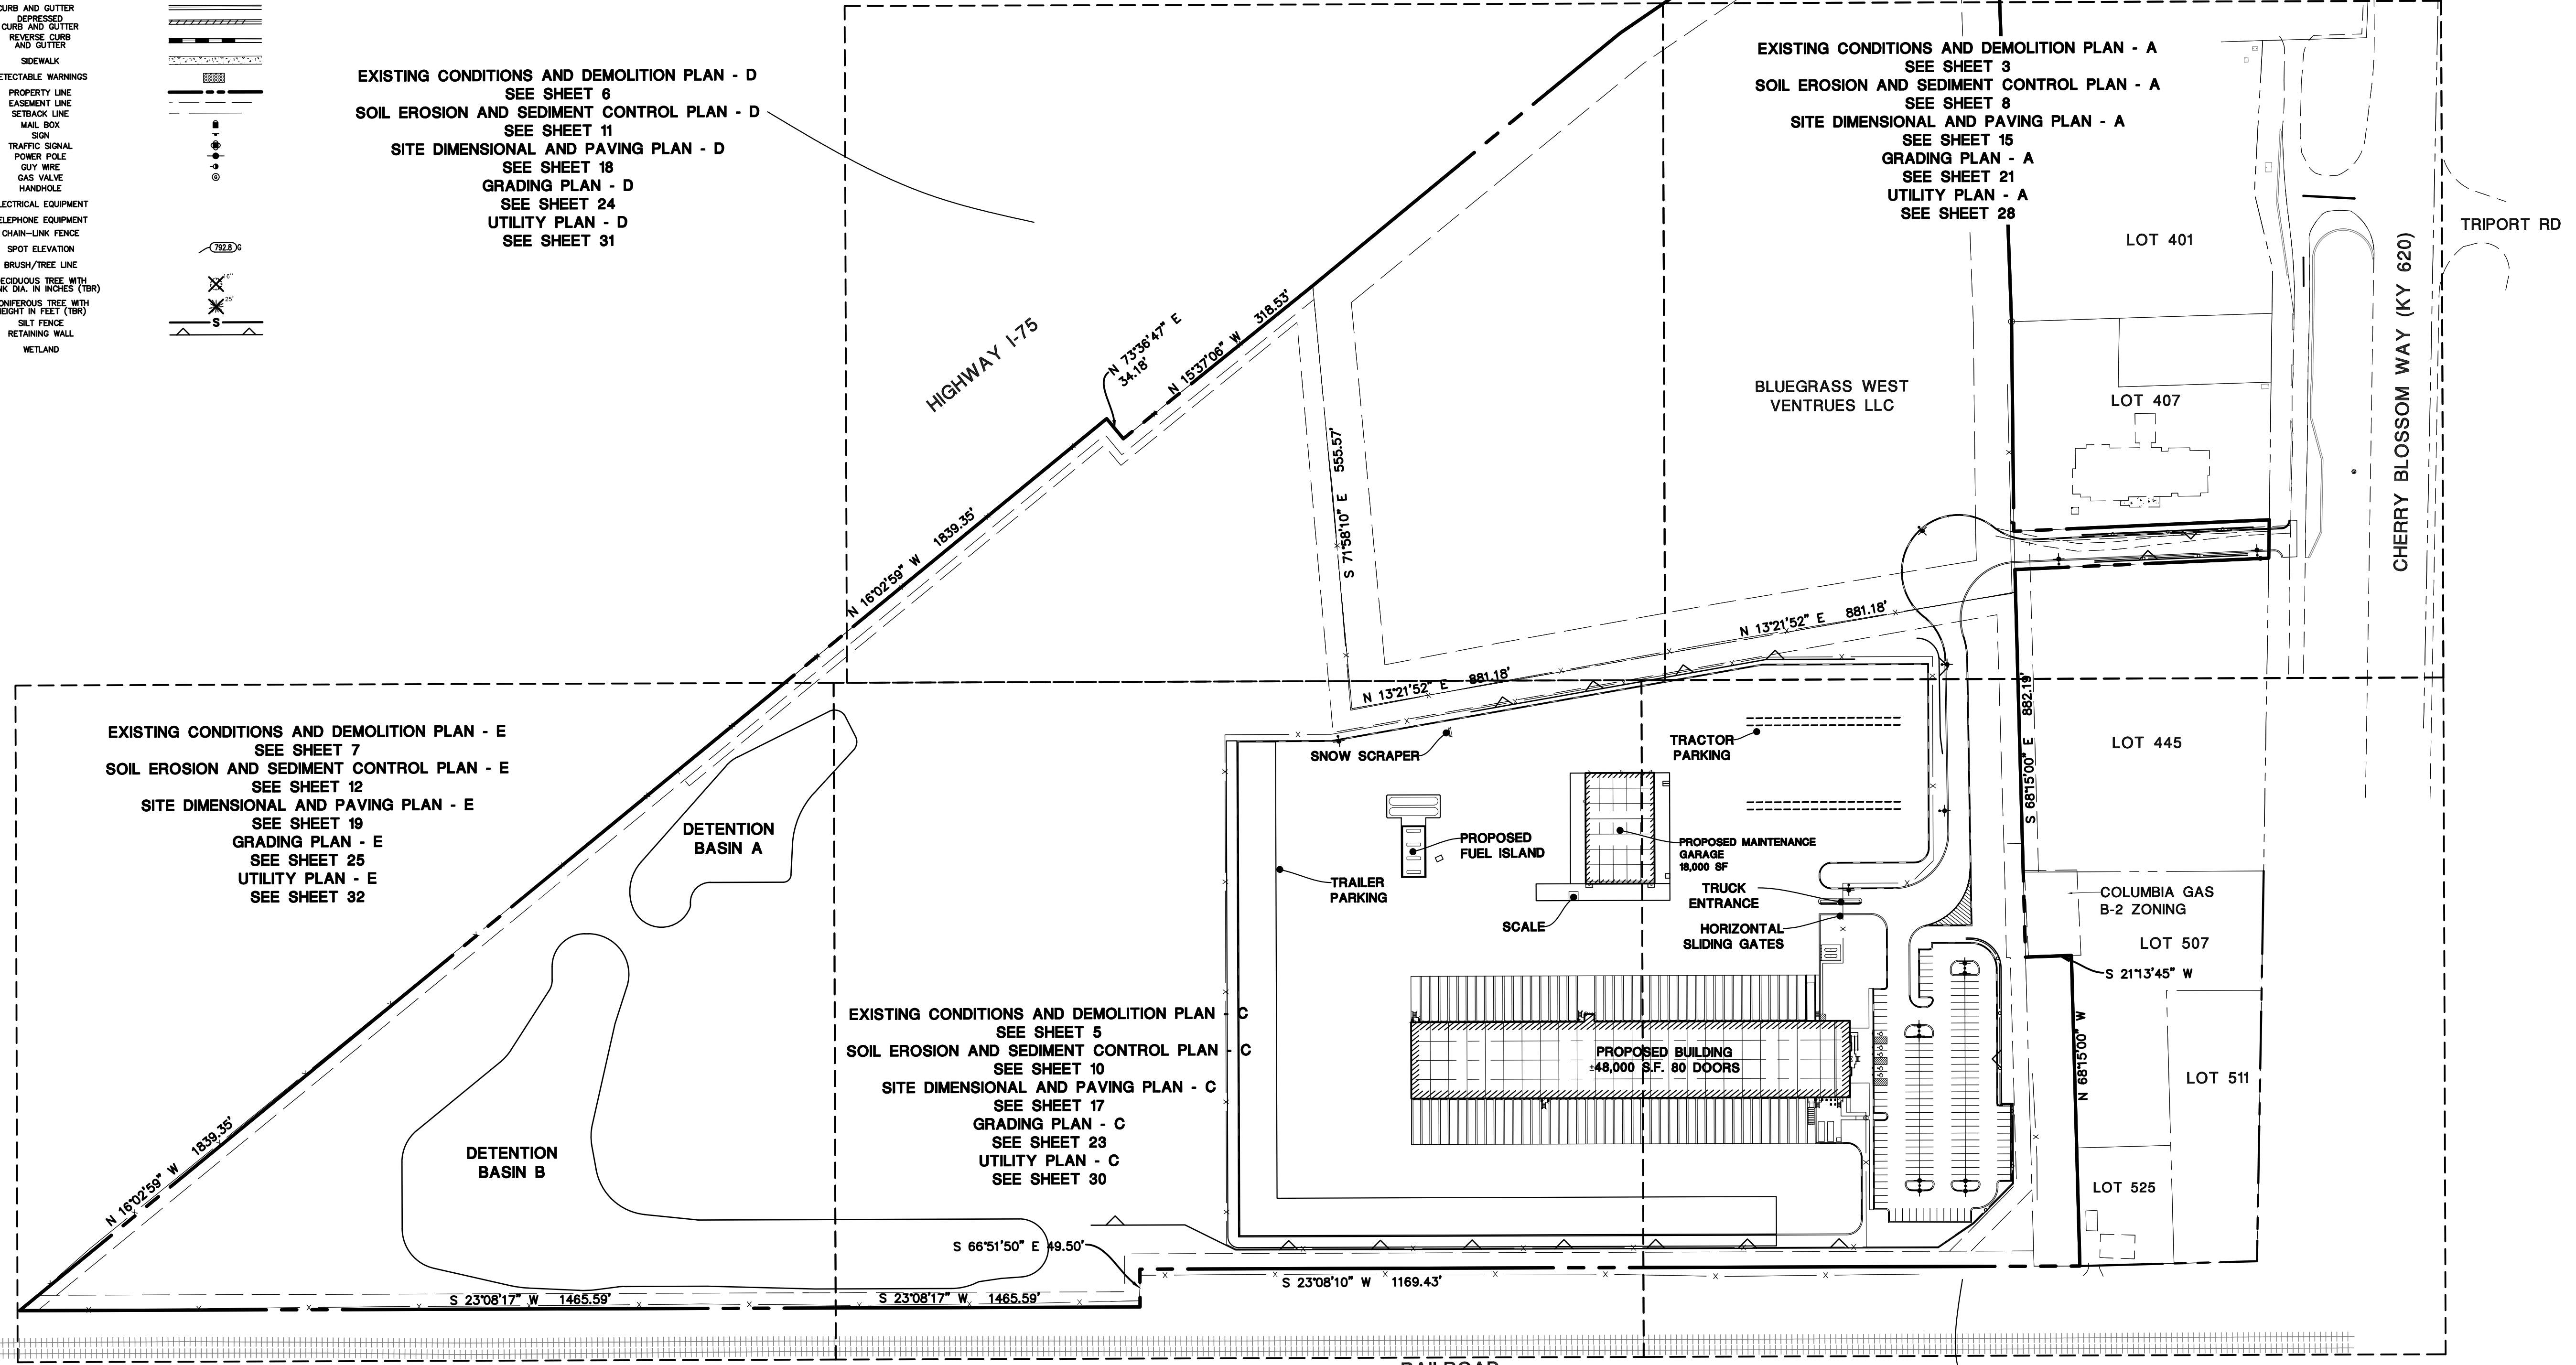 CURB AND GUTTER
DEPRESSED
CURB AND GUTTER
REVERSE CURB
AND GUTTER
SIDEWALK
WARNINGS
PROPERTY LINE
EASEMENT LINE
SETBACK LINE
MAIL BOX
SIGN
TRAFFIC SIGNAL
POWER POLE
GUY WIRE
GAS VALVE
G
HANDHOLE
EQUIPMENT
EQUIPMENT
CHAIN-LINK FENCE
SPOT ELEVATION
792.8 G
BRUSH/TREE LINE
TREE WITH
DIA. IN INCHES (TBR)
16"
TREE WITH
IN FEET (TBR)
25'
SILT FENCE
S
RETAINING WALL
WETLAND
EXISTING CONDITIONS AND DEMOLITION PLAN - D
SEE SHEET 6
SOIL EROSION AND SEDIMENT CONTROL PLAN - D
SEE SHEET 11
SITE DIMENSIONAL AND PAVING PLAN - D
SEE SHEET 18
GRADING PLAN - D
SEE SHEET 24
UTILITY PLAN - D
SEE SHEET 31
EXISTING CONDITIONS AND DEMOLITION PLAN - A
SEE SHEET 3
SOIL EROSION AND SEDIMENT CONTROL PLAN - A
SEE SHEET 8
SITE DIMENSIONAL AND PAVING PLAN - A
SEE SHEET 15
GRADING PLAN - A
SEE SHEET 21
UTILITY PLAN - A
SEE SHEET 28
LOT 401
TRIPORT RD
CHERRY BLOSSOM WAY (KY 620)
HIGHWAY I-75
N 73°36'47" E
34.18'
N 15°37'06" W 318.53'
BLUEGRASS WEST
VENTRUES LLC
LOT 407
S 71°58'10" E 555.57'
N 16°02'59" W 1839.35'
N 13°21'52" E 881.18'
N 13°21'52" E 881.18'
S 68°15'00" E 882.19'
LOT 445
EXISTING CONDITIONS AND DEMOLITION PLAN - E
SEE SHEET 7
SOIL EROSION AND SEDIMENT CONTROL PLAN - E
SEE SHEET 12
SITE DIMENSIONAL AND PAVING PLAN - E
SEE SHEET 19
GRADING PLAN - E
SEE SHEET 25
UTILITY PLAN - E
SEE SHEET 32
DETENTION
BASIN A
SNOW SCRAPER
TRACTOR
PARKING
PROPOSED
FUEL ISLAND
PROPOSED MAINTENANCE
GARAGE
18,000 SF
TRAILER
PARKING
TRUCK
ENTRANCE
SCALE
HORIZONTAL
SLIDING GATES
COLUMBIA GAS
B-2 ZONING
LOT 507
S 21°13'45" W
EXISTING CONDITIONS AND DEMOLITION PLAN - C
SEE SHEET 5
SOIL EROSION AND SEDIMENT CONTROL PLAN - C
SEE SHEET 10
SITE DIMENSIONAL AND PAVING PLAN - C
SEE SHEET 17
GRADING PLAN - C
SEE SHEET 23
UTILITY PLAN - C
SEE SHEET 30
PROPOSED BUILDING
±48,000 S.F. 80 DOORS
N 68°15'00" W
LOT 511
LOT 525
DETENTION
BASIN B
N 16°02'59" W 1839.35'
S 66°51'50" E 49.50'
S 23°08'10" W 1169.43'
S 23°08'17" W 1465.59'
S 23°08'17" W 1465.59'
RAILROAD